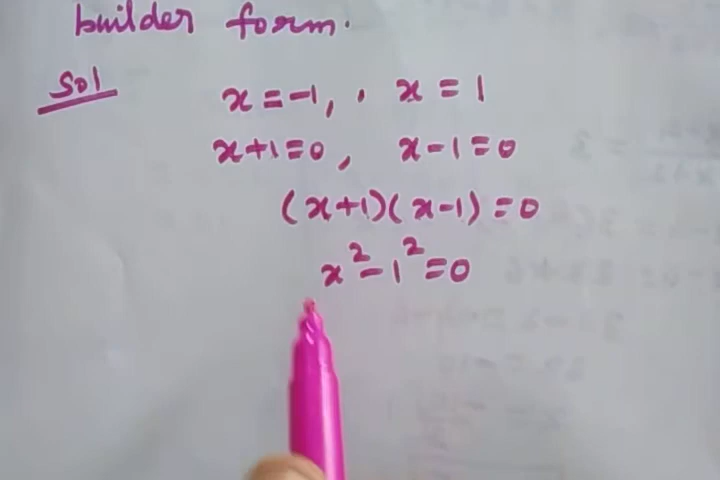 builder form.
Sol
x = -1, . x = 1
x+1=0, x-1=0
(x+1)(x-1)=0
x²-1²=0